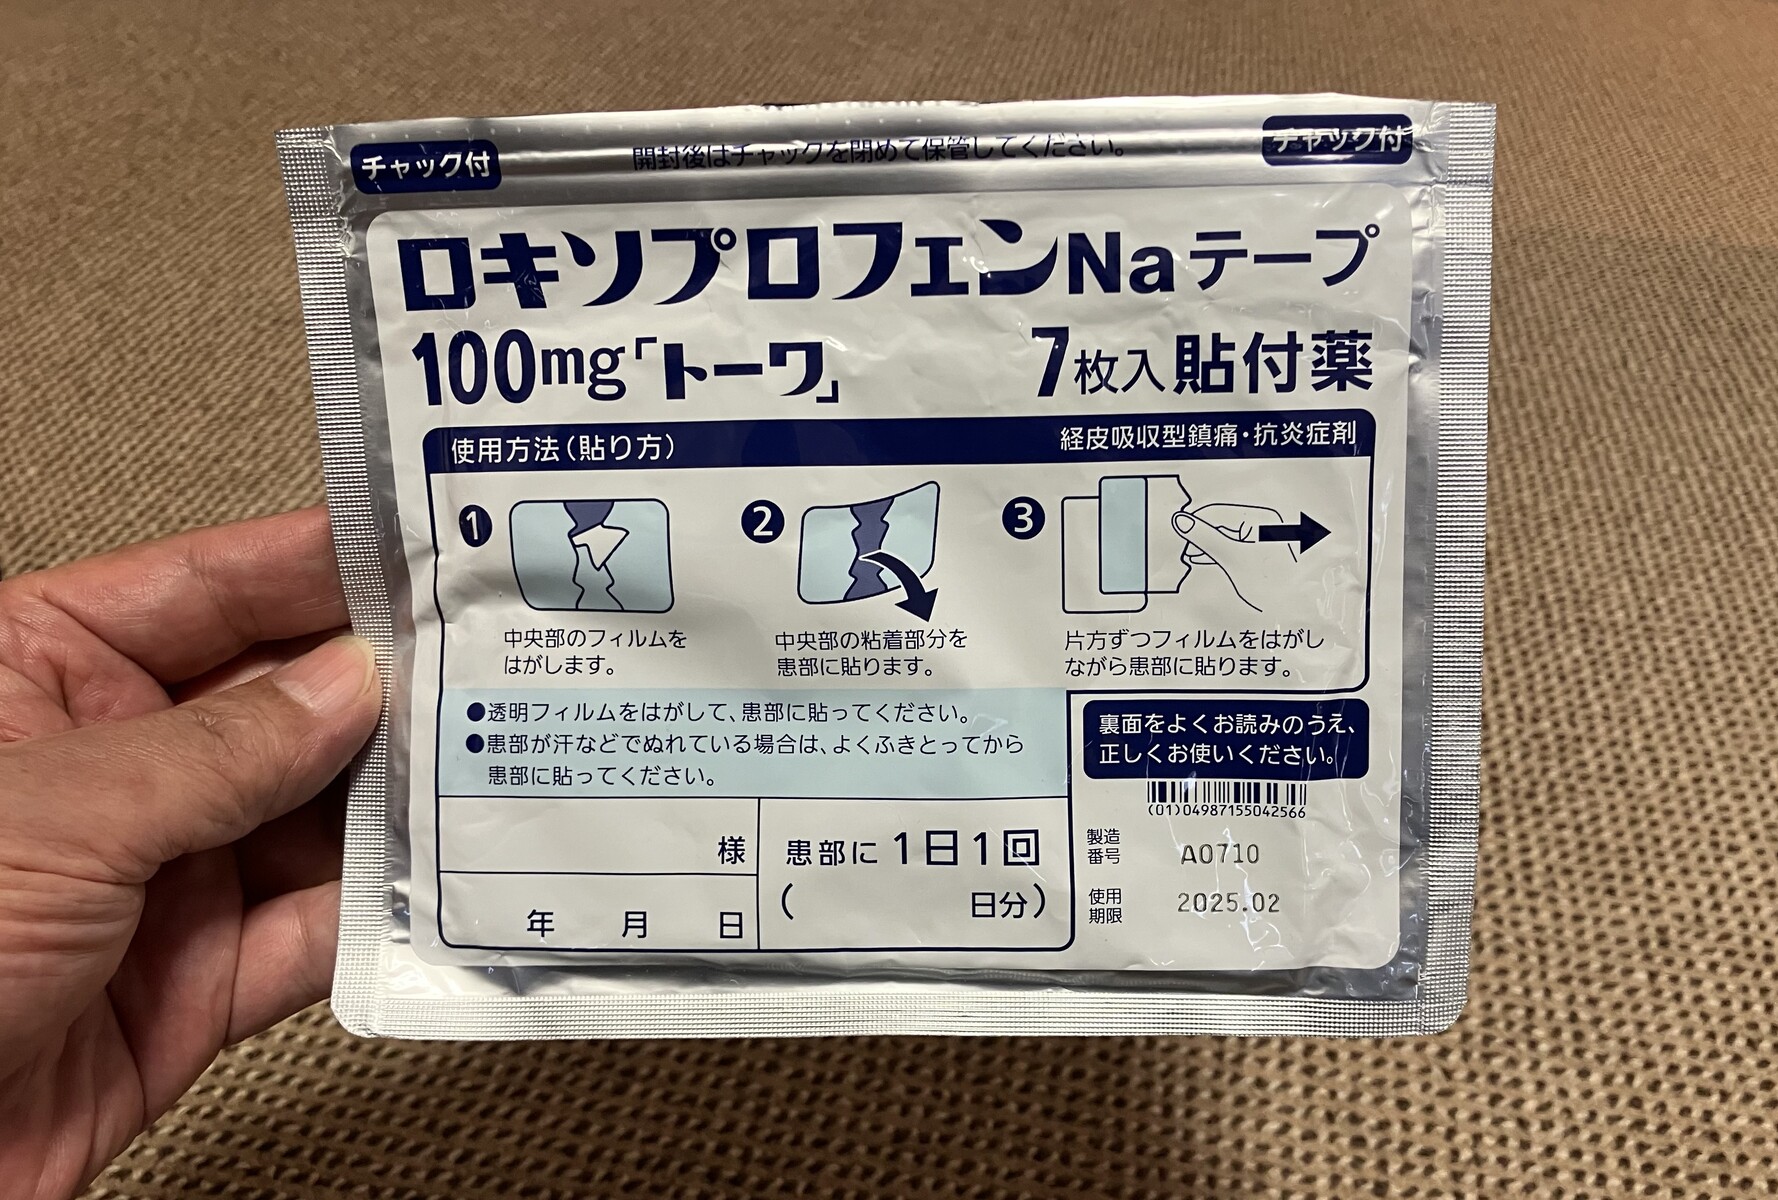 チャック付
開封後はチャックを閉めて保管してください。
チャック付
ロキソプロフェンNaテープ
100mg「トーワ」 7枚入 貼付薬
使用方法（貼り方） 経皮吸収型鎮痛・抗炎症剤
1
中央部のフィルムを
はがします。
2
中央部の粘着部分を
患部に貼ります。
3
片方ずつフィルムをはがし
ながら患部に貼ります。
●透明フィルムをはがして、患部に貼ってください。
●患部が汗などでぬれている場合は、よくふきとってから
患部に貼ってください。
様
年 月 日
患部に 1日1回
( 日分)
裏面をよくお読みのうえ、
正しくお使いください。
(01)04987155042566
製造
番号 A0710
使用
期限 2025.02